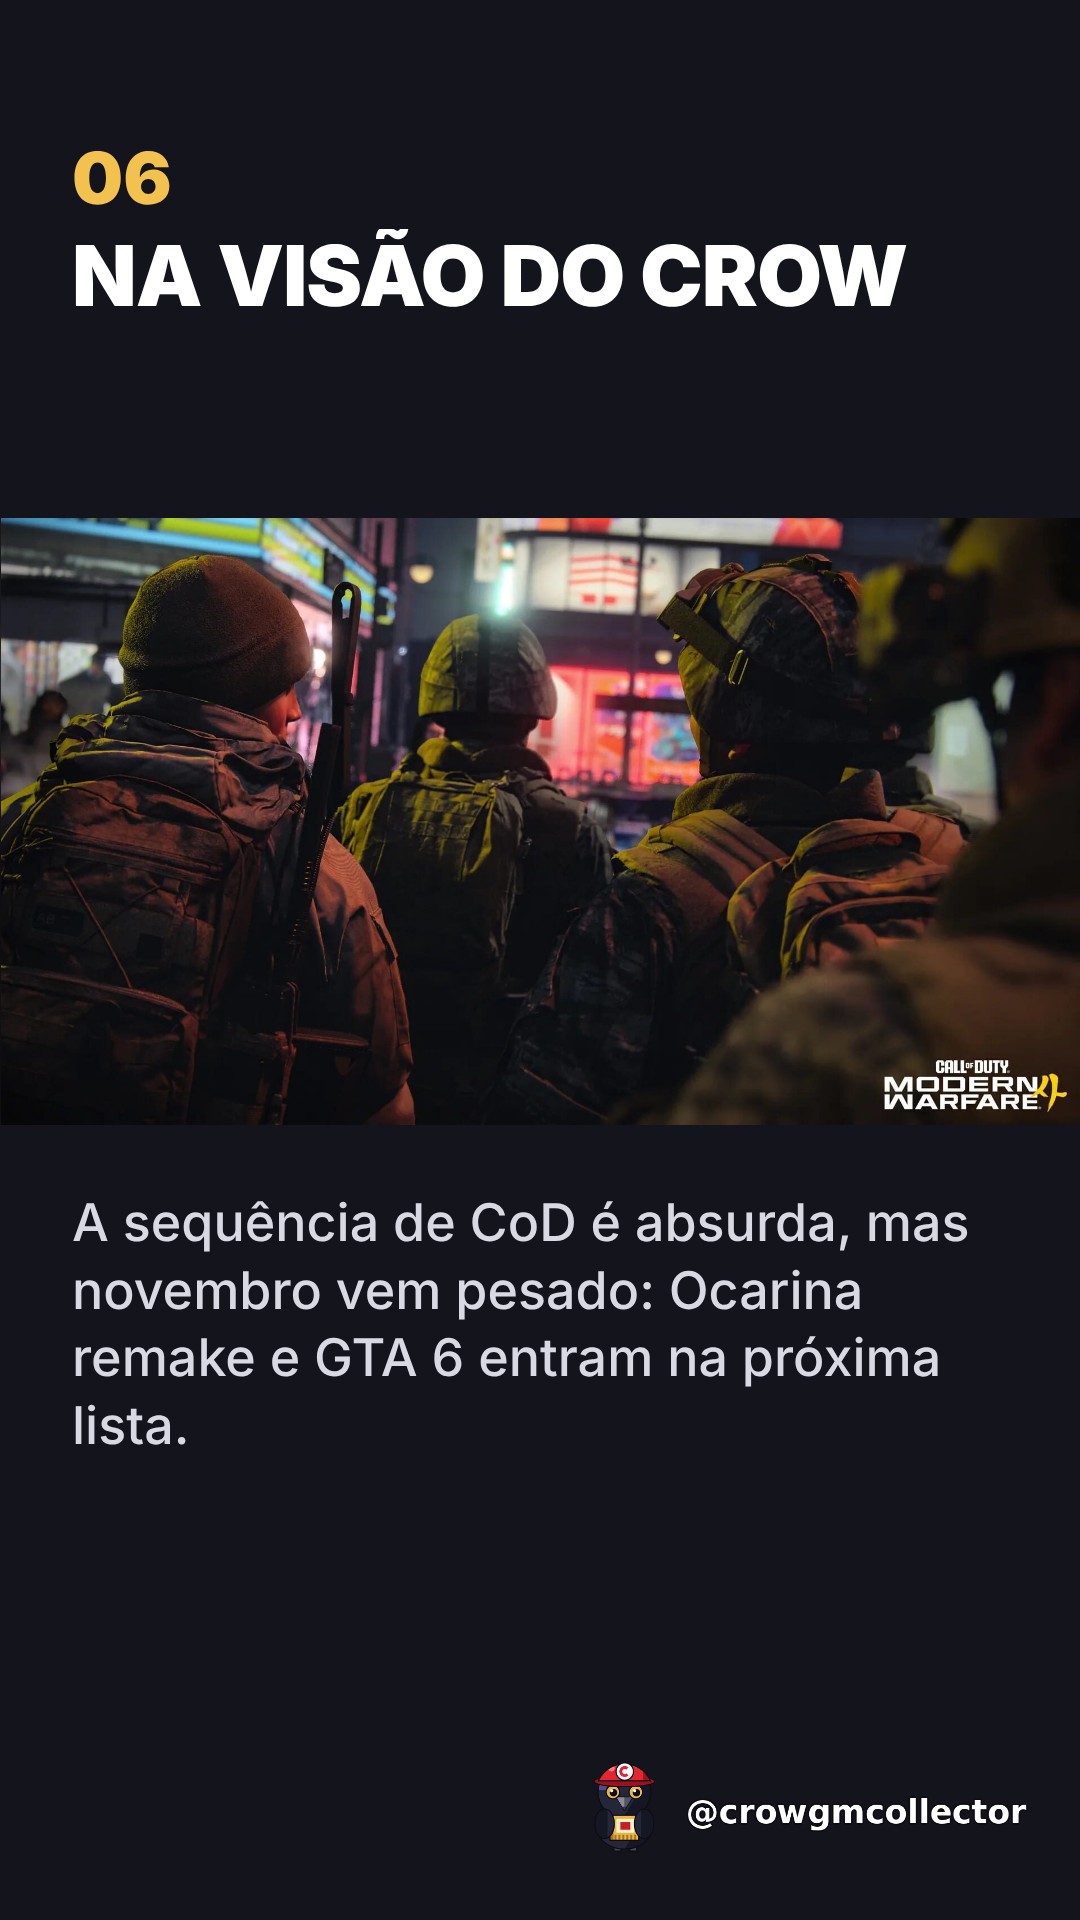 06
NA VISÃO DO CROW
CALL OF DUTY
MODERN
WARFARE
A sequência de CoD é absurda, mas
novembro vem pesado: Ocarina
remake e GTA 6 entram na próxima
lista.
C
@crowgmcollector